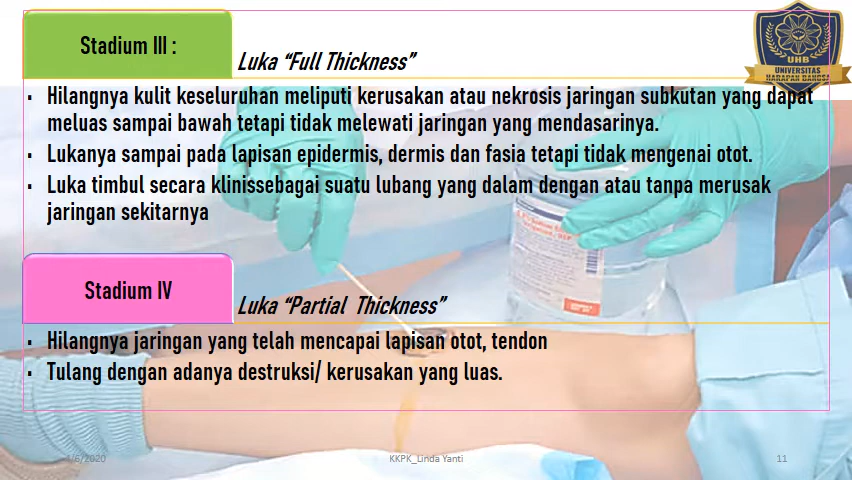 Stadium III :
Luka “Full Thickness”
UHB
UNIVERSITAS
HARAPAN BANGSA
Hilangnya kulit keseluruhan meliputi kerusakan atau nekrosis jaringan subkutan yang dapat
meluas sampai bawah tetapi tidak melewati jaringan yang mendasarinya.
Lukanya sampai pada lapisan epidermis, dermis dan fasia tetapi tidak mengenai otot.
Luka timbul secara klinissebagai suatu lubang yang dalam dengan atau tanpa merusak
jaringan sekitarnya
Stadium IV
Luka “Partial Thickness”
Hilangnya jaringan yang telah mencapai lapisan otot, tendon
Tulang dengan adanya destruksi/ kerusakan yang luas.
/6/2020
KKPK_Linda Yanti
11